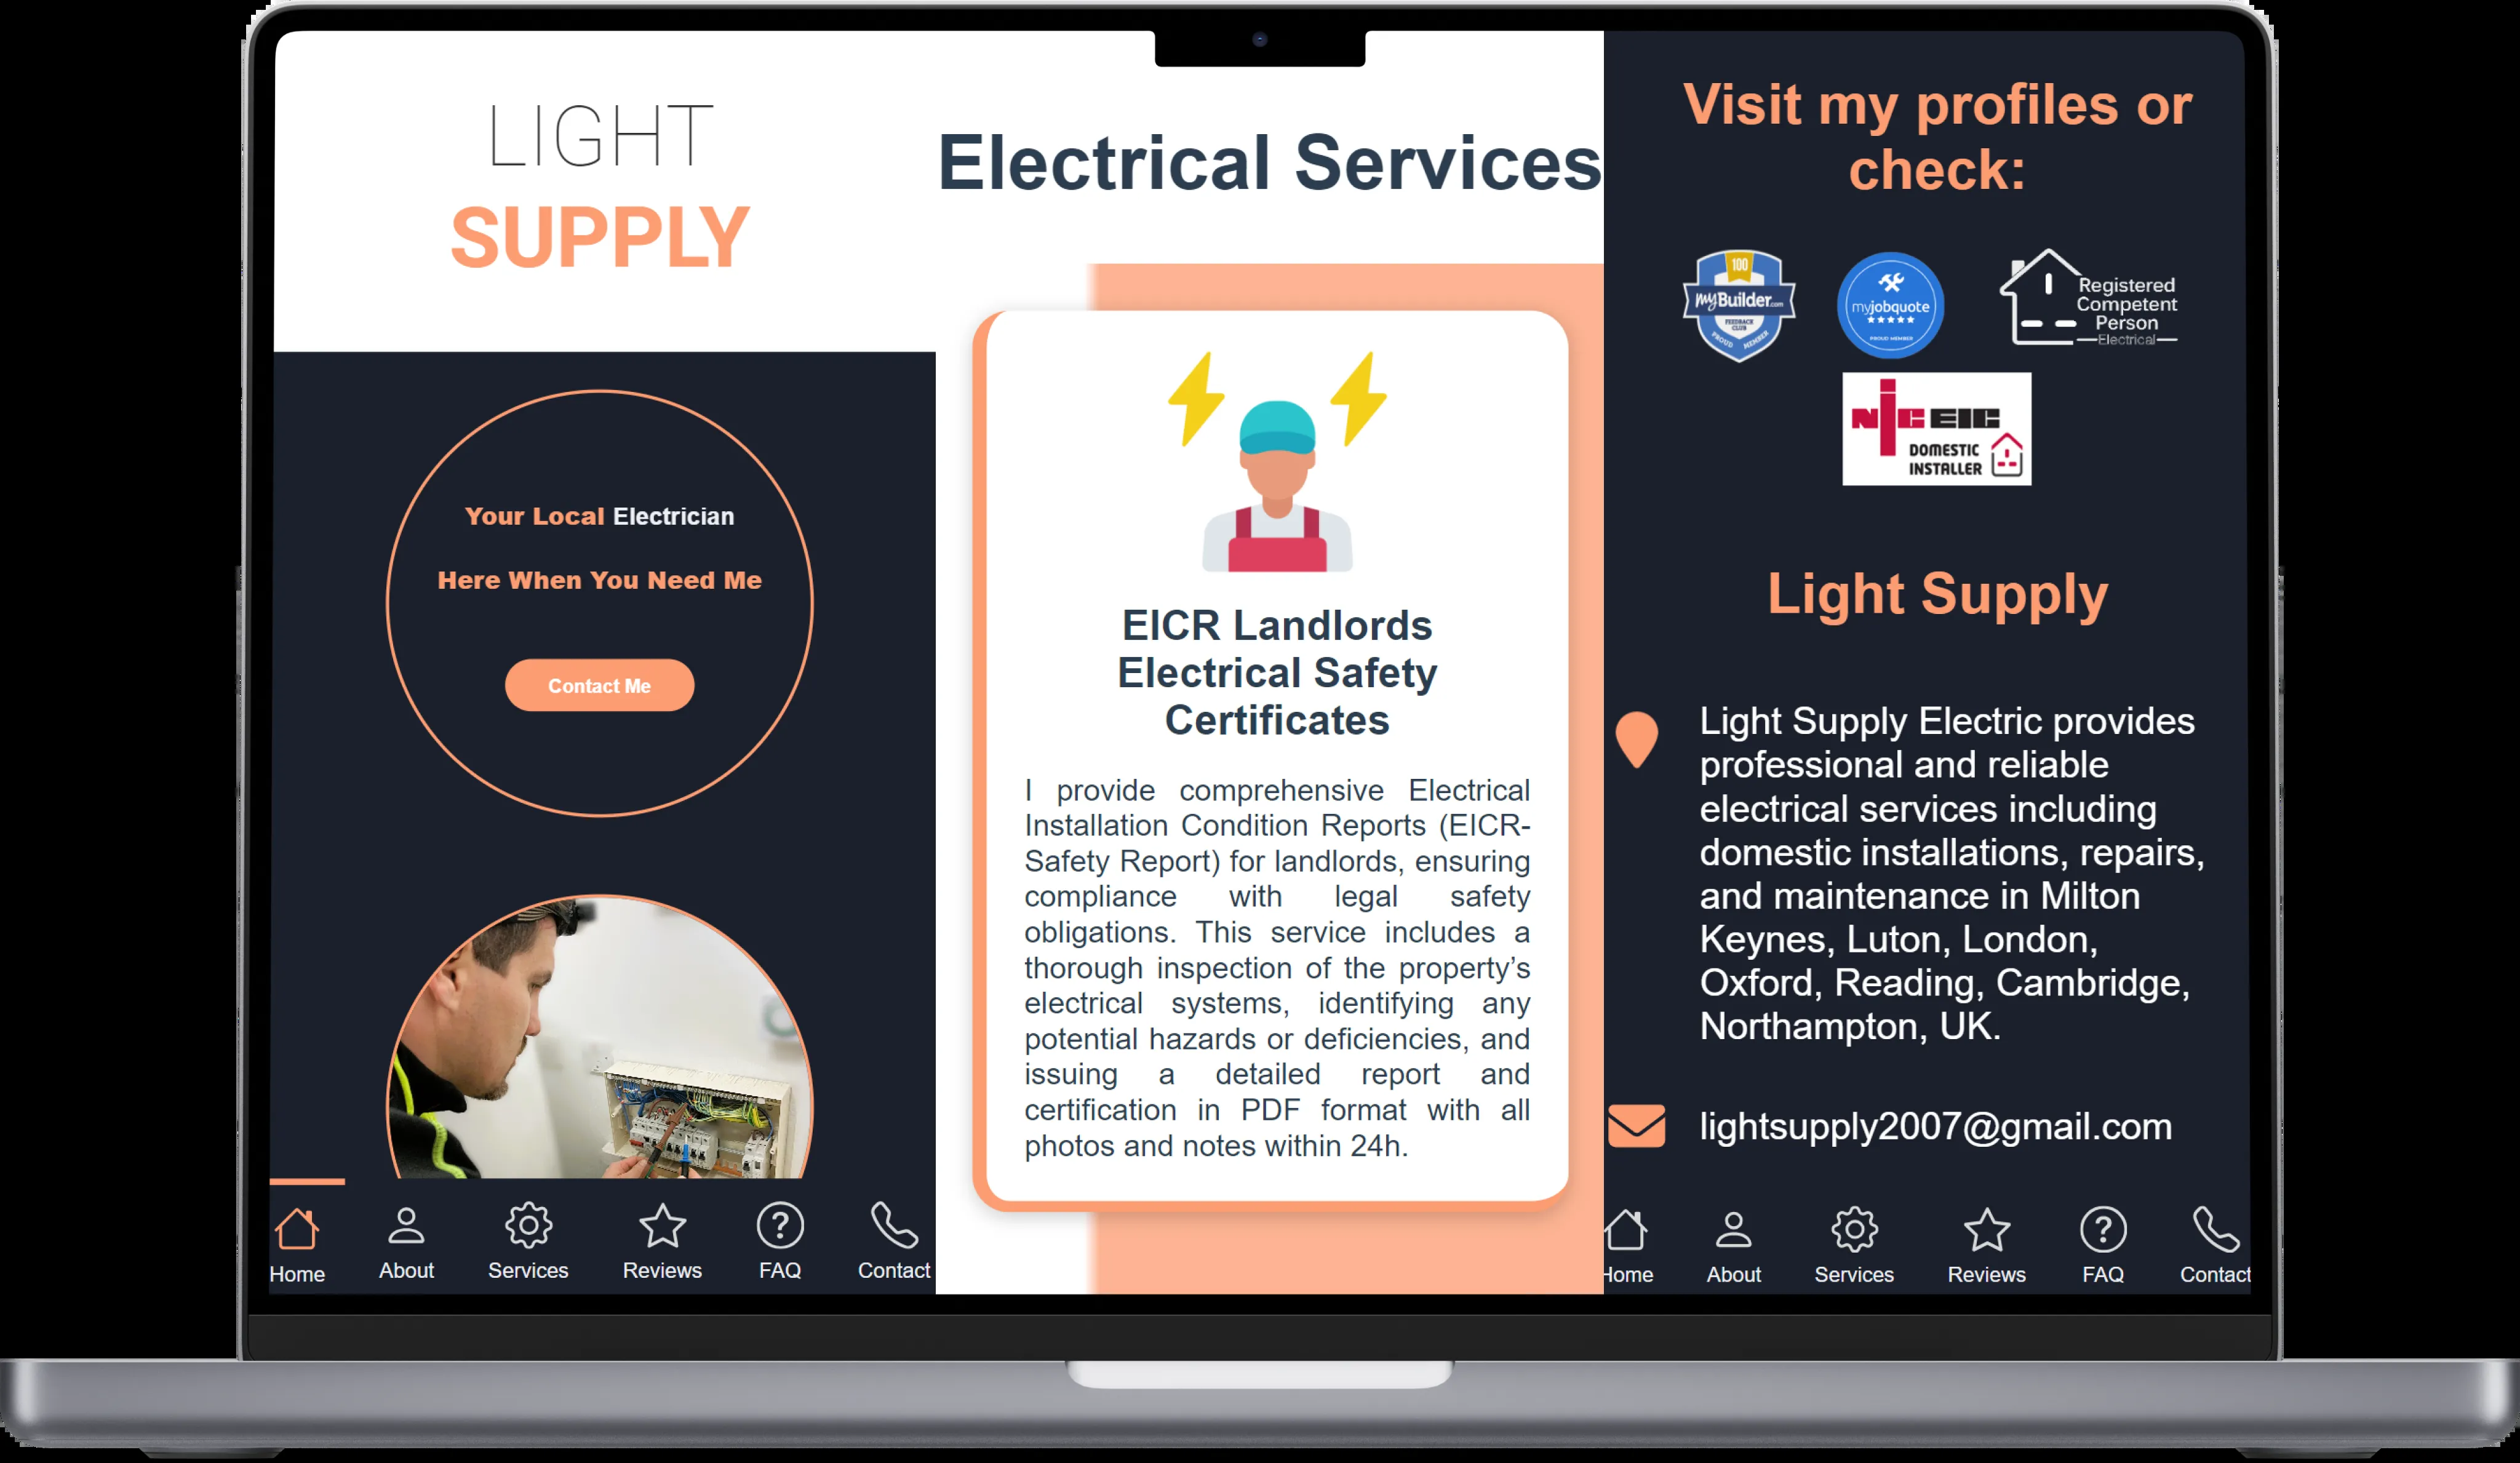 LIGHT
SUPPLY
Your Local Electrician
Here When You Need Me
Contact Me
Home
About
Services
Reviews
FAQ
Contact
Electrical Services
EICR Landlords
Electrical Safety
Certificates
I provide comprehensive Electrical
Installation Condition Reports (EICR-
Safety Report) for landlords, ensuring
compliance with legal safety
obligations. This service includes a
thorough inspection of the property’s
electrical systems, identifying any
potential hazards or deficiencies, and
issuing a detailed report and
certification in PDF format with all
photos and notes within 24h.
Visit my profiles or
check:
100
myBuilder.com
FEEDBACK
CLUB
PROUD MEMBER
myjobquote
PROUD MEMBER
Registered
Competent
Person
Electrical
NICEIC
DOMESTIC
INSTALLER
Light Supply
Light Supply Electric provides
professional and reliable
electrical services including
domestic installations, repairs,
and maintenance in Milton
Keynes, Luton, London,
Oxford, Reading, Cambridge,
Northampton, UK.
lightsupply2007@gmail.com
Home
About
Services
Reviews
FAQ
Contact